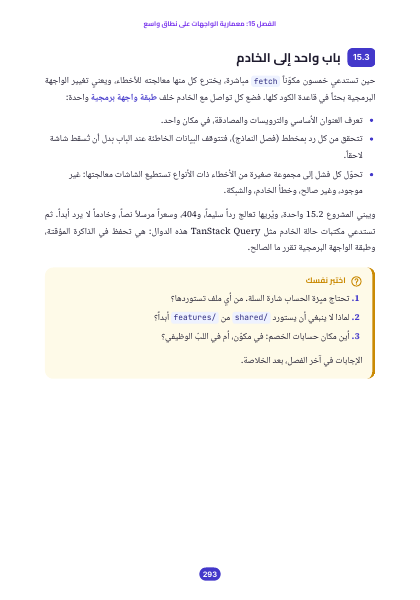 الفصل 15: معمارية الواجهات على نطاق واسع
15.3 باب واحد إلى الخادم
حين تستدعي خمسون مكوّناً fetch مباشرة، يخترع كل منها معالجته للأخطاء، ويعني تغيير الواجهة
البرمجية بحثاً في قاعدة الكود كلها. فضع كل تواصل مع الخادم خلف طبقة واجهة برمجية واحدة:
• تعرف العنوان الأساسي والترويسات والمصادقة، في مكان واحد.
• تتحقق من كل رد بمخطط (فصل النماذج)، فتتوقف البيانات الخاطئة عند الباب بدل أن تُسقط شاشة
لاحقاً.
• تحوّل كل فشل إلى مجموعة صغيرة من الأخطاء ذات الأنواع تستطيع الشاشات معالجتها: غير
موجود، وغير صالح، وخطأ الخادم، والشبكة.
ويبني المشروع 15.2 واحدة، ويُريها تعالج رداً سليماً، و404، وسعراً مرسلاً نصاً، وخادماً لا يرد أبداً. ثم
تستدعي مكتبات حالة الخادم مثل TanStack Query هذه الدوال: هي تحفظ في الذاكرة المؤقتة،
وطبقة الواجهة البرمجية تقرر ما الصالح.
اختبر نفسك
1. تحتاج ميزة الحساب شارة السلة. من أي ملف تستوردها؟
2. لماذا لا ينبغي أن يستورد shared/ من features/ أبداً؟
3. أين مكان حسابات الخصم: في مكوّن، أم في اللبّ الوظيفي؟
الإجابات في آخر الفصل، بعد الخلاصة.
293